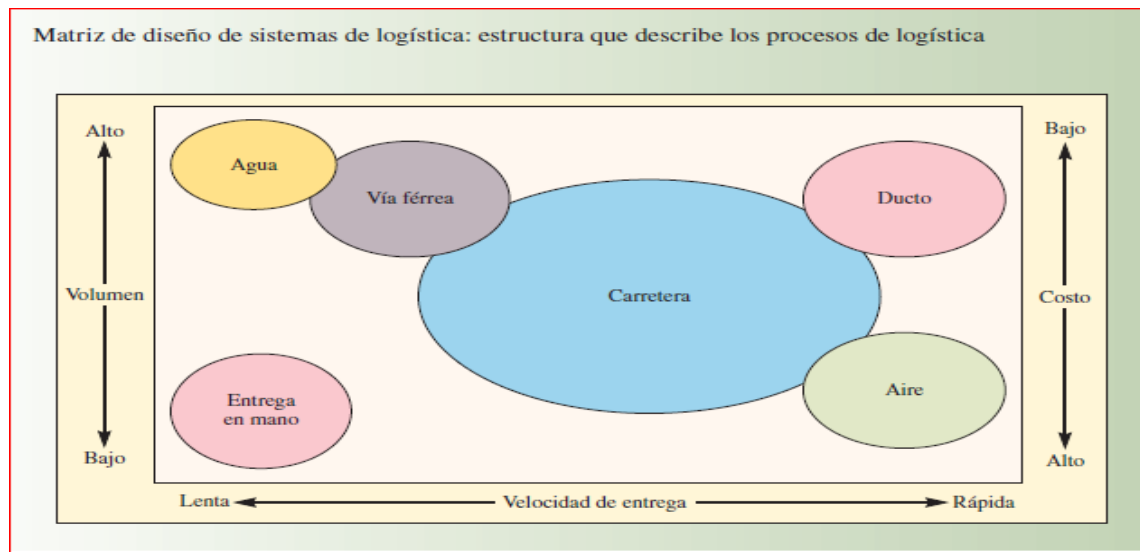 Matriz de diseño de sistemas de logística: estructura que describe los procesos de logística
Alto
Bajo
Agua
Vía férrea
Ducto
Volumen
Carretera
Costo
Entrega
en mano
Aire
Bajo
Alto
Lenta
Velocidad de entrega
Rápida